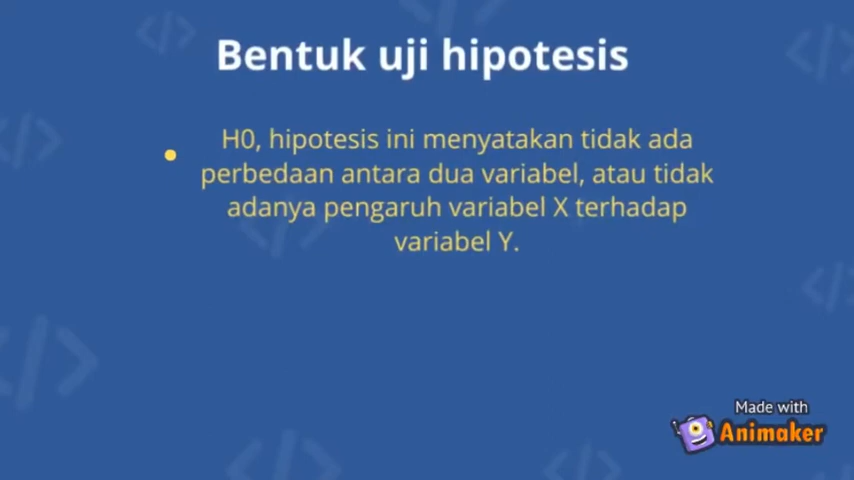 Bentuk uji hipotesis
H0, hipotesis ini menyatakan tidak ada
perbedaan antara dua variabel, atau tidak
adanya pengaruh variabel X terhadap
variabel Y.
Made with
Animaker